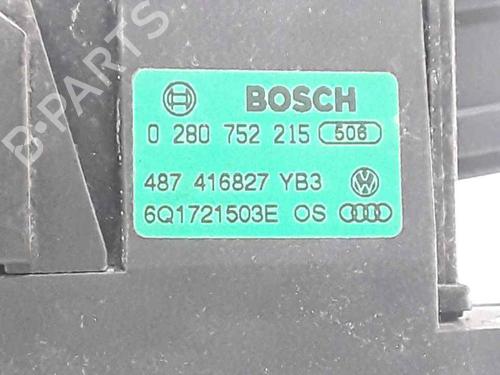 BOSCH
0 280 752 215 506
487 416827 YB3
6Q1721503E OS
B-PARTS